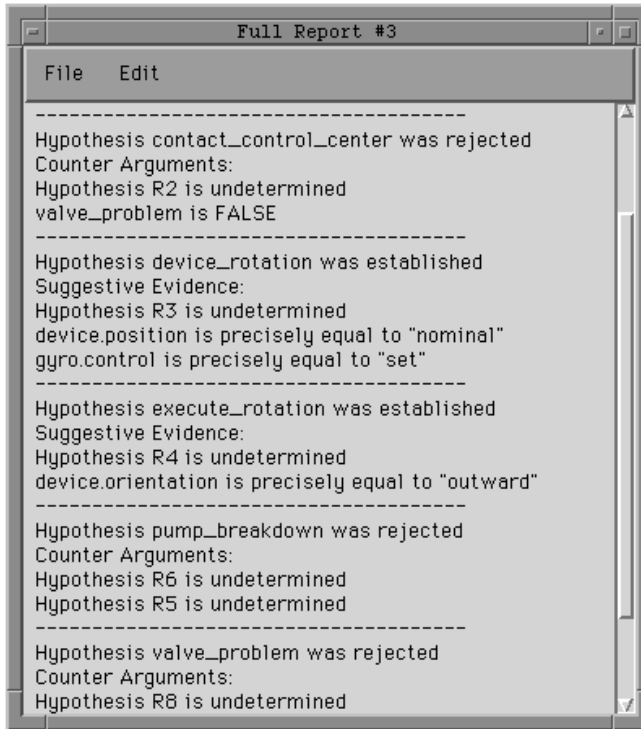 Full Report #3
File Edit
--------------------------------------
Hypothesis contact_control_center was rejected
Counter Arguments:
Hypothesis R2 is undetermined
valve_problem is FALSE
--------------------------------------
Hypothesis device_rotation was established
Suggestive Evidence:
Hypothesis R3 is undetermined
device.position is precisely equal to "nominal"
gyro.control is precisely equal to "set"
--------------------------------------
Hypothesis execute_rotation was established
Suggestive Evidence:
Hypothesis R4 is undetermined
device.orientation is precisely equal to "outward"
--------------------------------------
Hypothesis pump_breakdown was rejected
Counter Arguments:
Hypothesis R6 is undetermined
Hypothesis R5 is undetermined
--------------------------------------
Hypothesis valve_problem was rejected
Counter Arguments:
Hypothesis R8 is undetermined